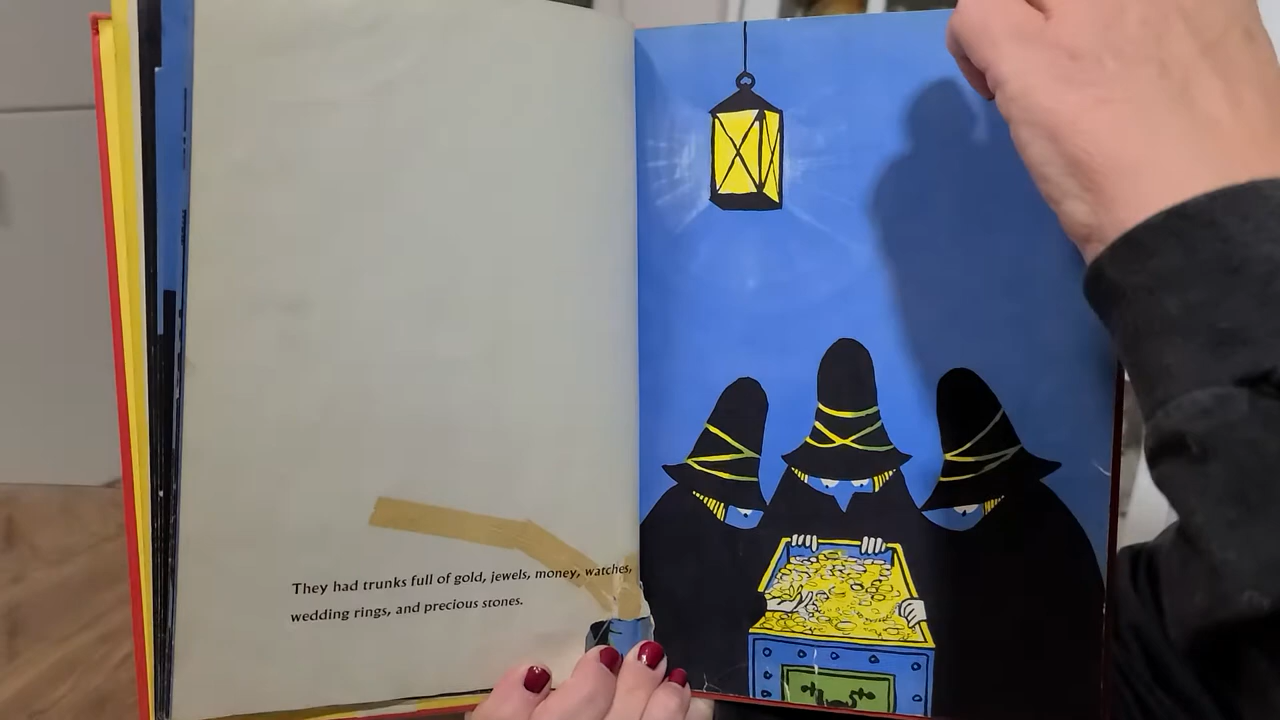 They had trunks full of gold, jewels, money, watches,
wedding rings, and precious stones.